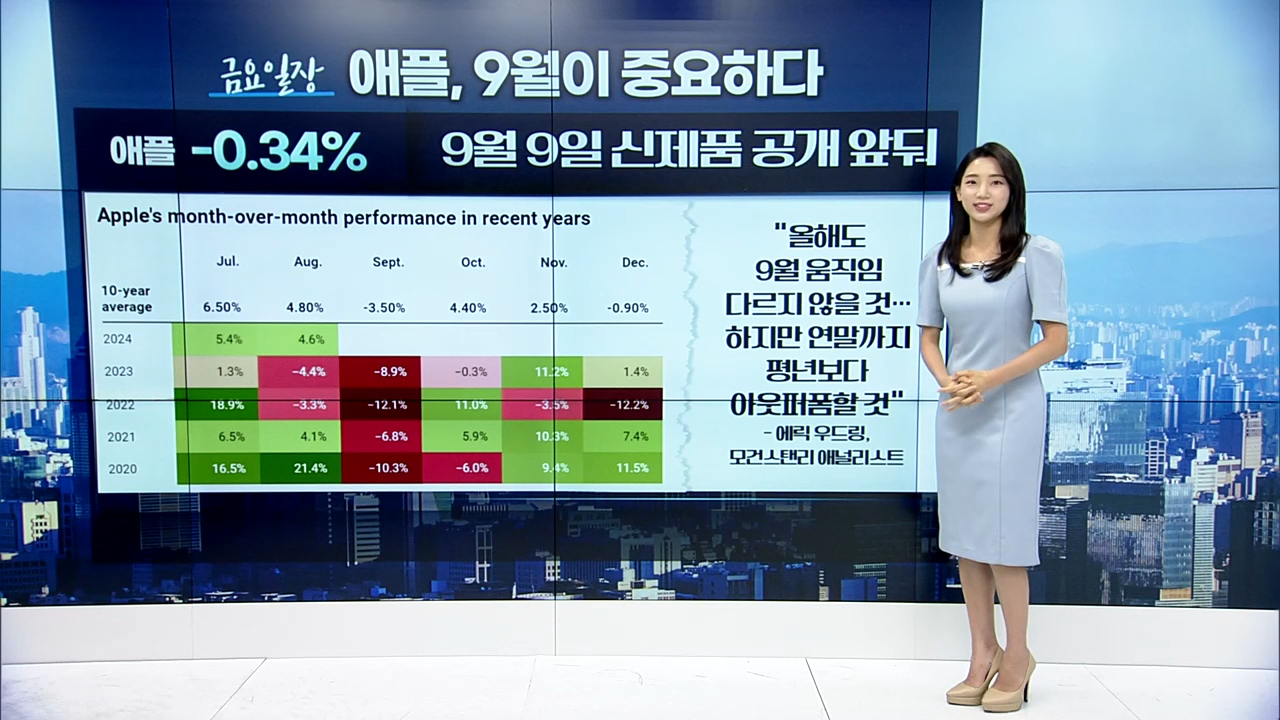 금요일장 애플, 9월이 중요하다
애플 -0.34% 9월 9일 신제품 공개 앞둬
Apple's month-over-month performance in recent years
Jul. Aug. Sept. Oct. Nov. Dec.
10-year
average 6.50% 4.80% -3.50% 4.40% 2.50% -0.90%
2024 5.4% 4.6%
2023 1.3% −4.4% −8.9% −0.3% 11.2% 1.4%
2022 18.9% −3.3% −12.1% 11.0% −3.5% −12.2%
2021 6.5% 4.1% −6.8% 5.9% 10.3% 7.4%
2020 16.5% 21.4% −10.3% −6.0% 9.4% 11.5%
"올해도
9월 움직임
다르지 않을 것…
하지만 연말까지
평년보다
아웃퍼폼할 것"
- 에릭 우드링,
모건스탠리 애널리스트